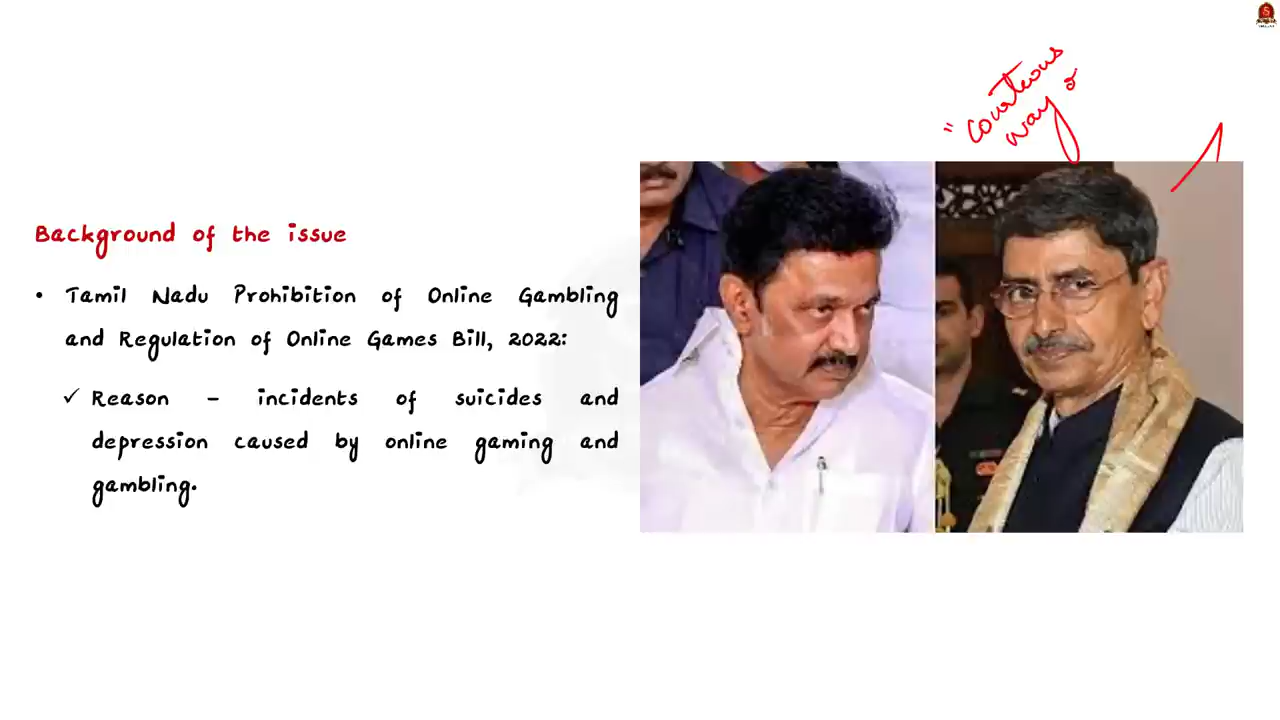 "courteous
way
Background of the issue
• Tamil Nadu Prohibition of Online Gambling
and Regulation of Online Games Bill, 2022:
✓ Reason – incidents of suicides and
depression caused by online gaming and
gambling.